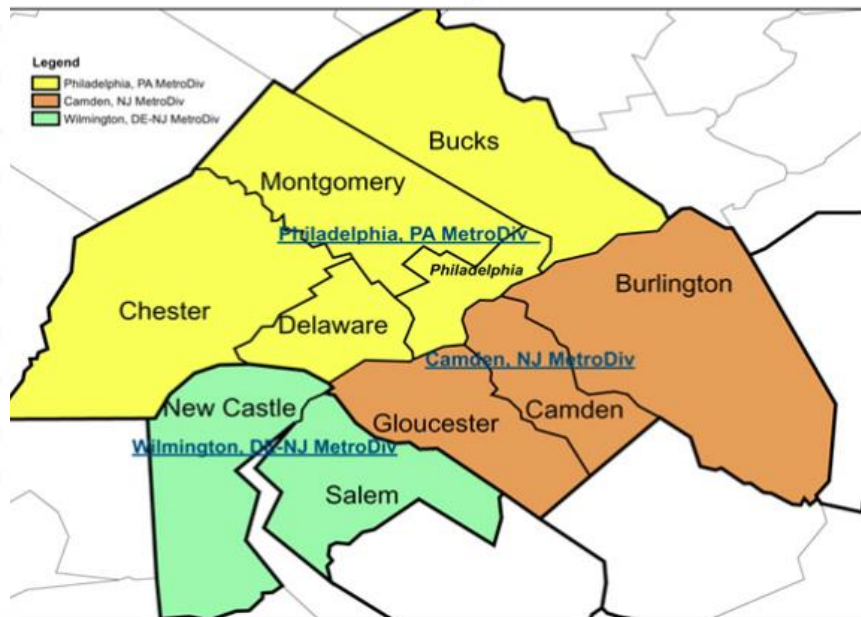 Legend
Philadelphia, PA MetroDiv
Camden, NJ MetroDiv
Wilmington, DE-NJ MetroDiv
Bucks
Montgomery
Philadelphia, PA MetroDiv
Philadelphia
Burlington
Chester
Delaware
Camden, NJ MetroDiv
New Castle
Gloucester
Camden
Wilmington, DE-NJ MetroDiv
Salem